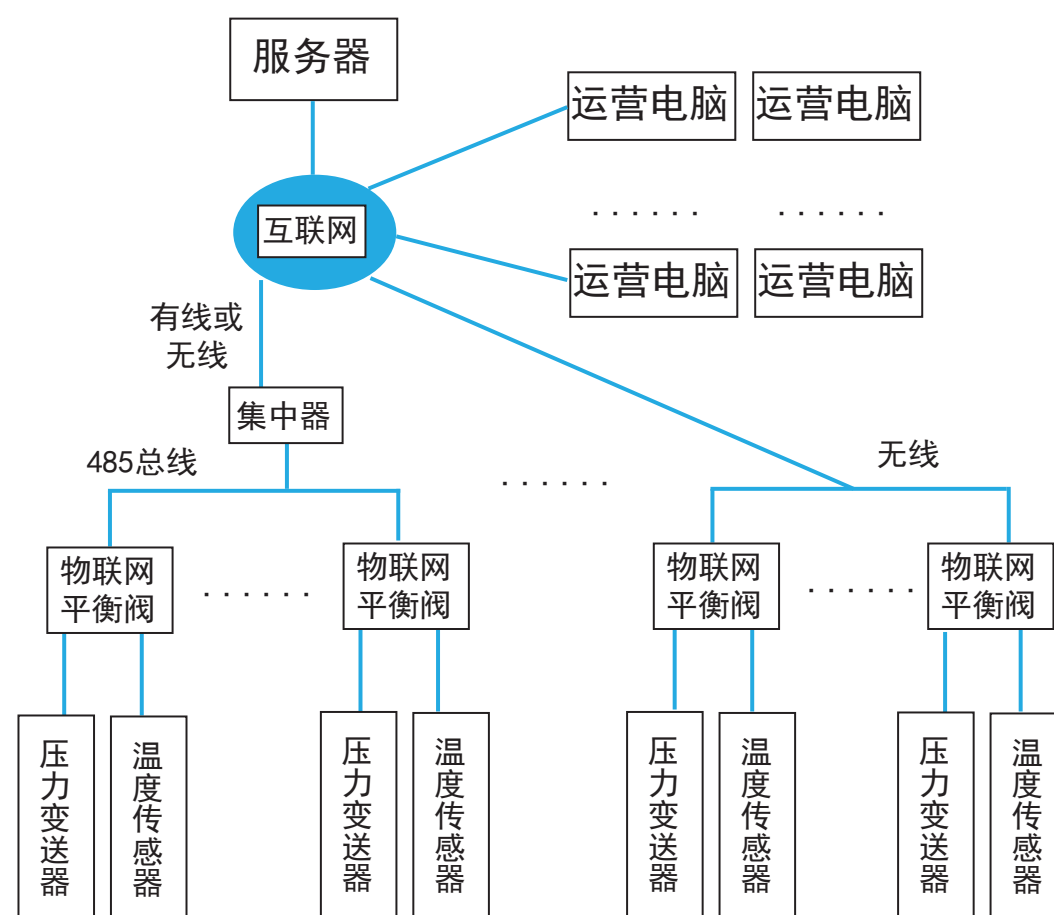 服务器
运营电脑
运营电脑
......
......
互联网
运营电脑
运营电脑
有线或
无线
集中器
485总线
......
无线
物联网
平衡阀
......
物联网
平衡阀
物联网
平衡阀
......
物联网
平衡阀
压力变送器
温度传感器
压力变送器
温度传感器
压力变送器
温度传感器
压力变送器
温度传感器